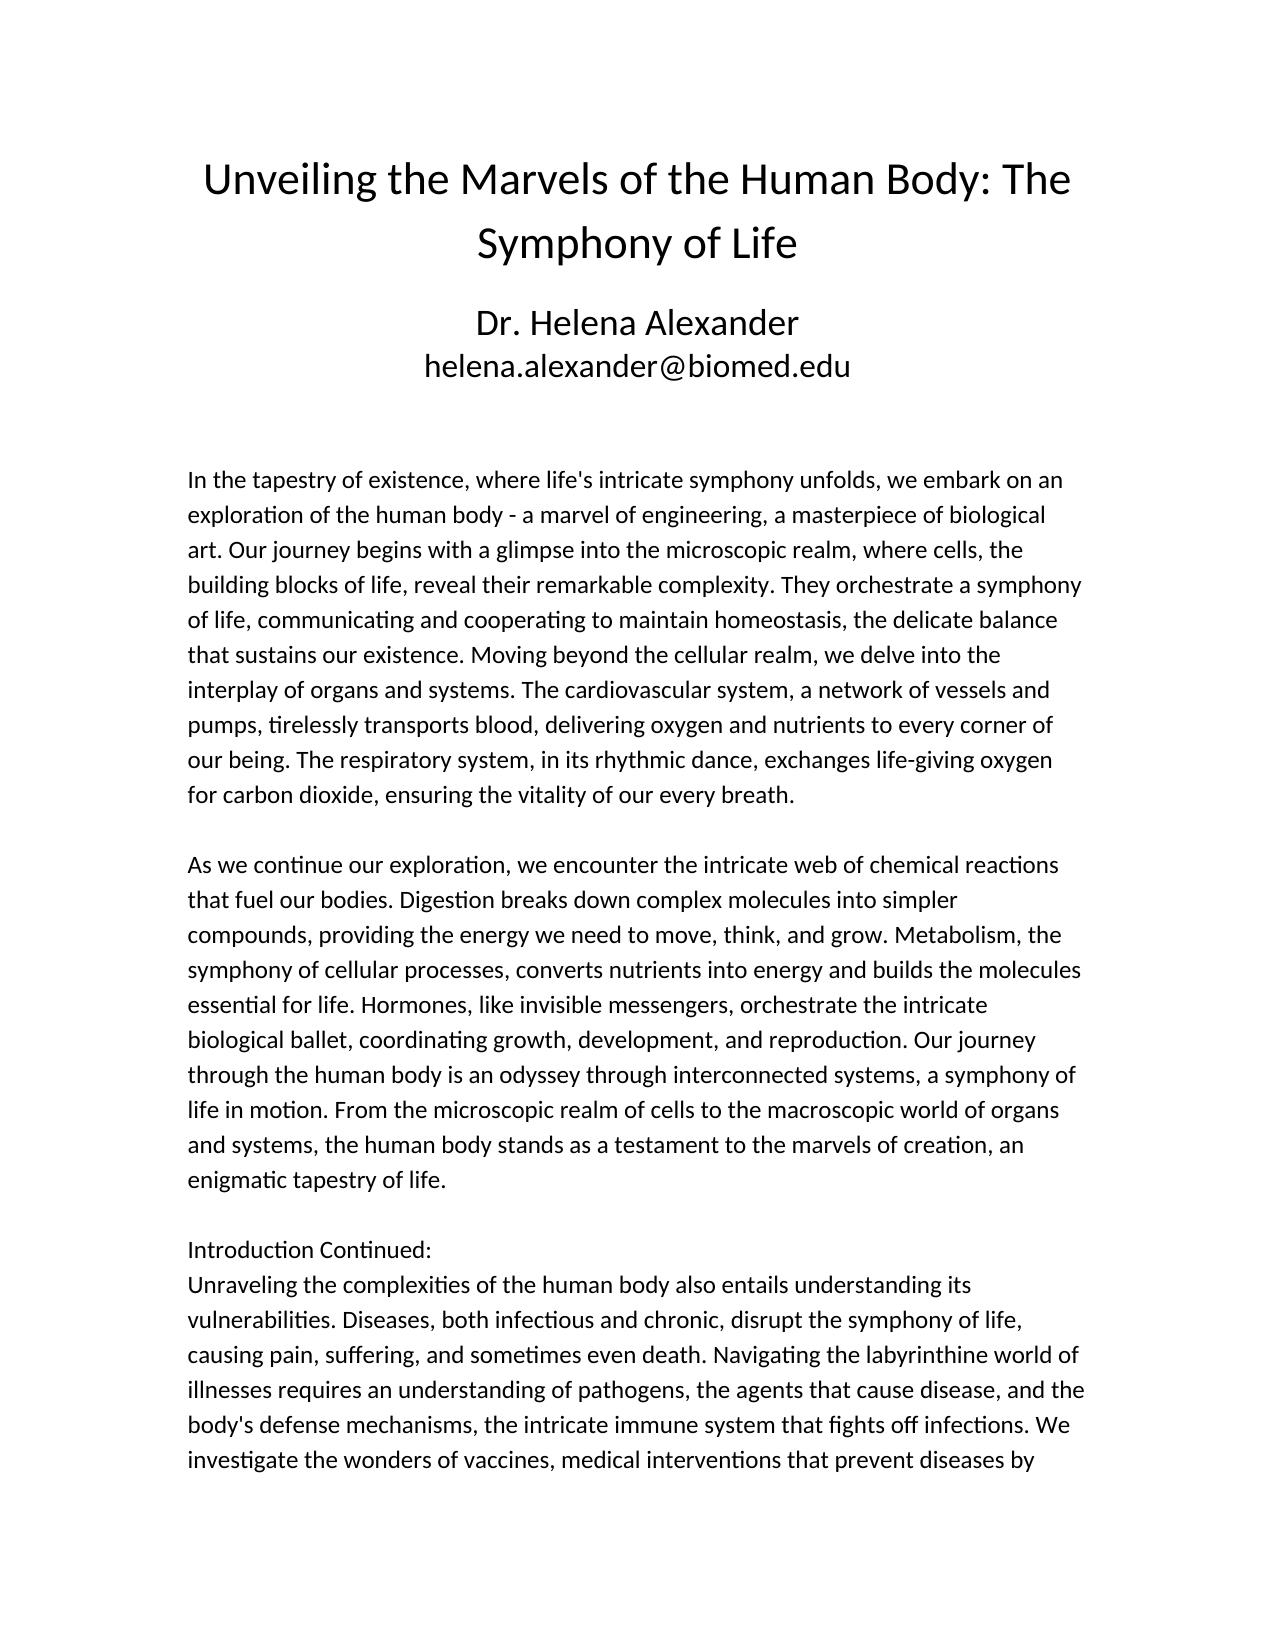 Unveiling the Marvels of the Human Body: The
Symphony of Life
Dr. Helena Alexander
helena.alexander@biomed.edu
In the tapestry of existence, where life's intricate symphony unfolds, we embark on an
exploration of the human body - a marvel of engineering, a masterpiece of biological
art. Our journey begins with a glimpse into the microscopic realm, where cells, the
building blocks of life, reveal their remarkable complexity. They orchestrate a symphony
of life, communicating and cooperating to maintain homeostasis, the delicate balance
that sustains our existence. Moving beyond the cellular realm, we delve into the
interplay of organs and systems. The cardiovascular system, a network of vessels and
pumps, tirelessly transports blood, delivering oxygen and nutrients to every corner of
our being. The respiratory system, in its rhythmic dance, exchanges life-giving oxygen
for carbon dioxide, ensuring the vitality of our every breath.
As we continue our exploration, we encounter the intricate web of chemical reactions
that fuel our bodies. Digestion breaks down complex molecules into simpler
compounds, providing the energy we need to move, think, and grow. Metabolism, the
symphony of cellular processes, converts nutrients into energy and builds the molecules
essential for life. Hormones, like invisible messengers, orchestrate the intricate
biological ballet, coordinating growth, development, and reproduction. Our journey
through the human body is an odyssey through interconnected systems, a symphony of
life in motion. From the microscopic realm of cells to the macroscopic world of organs
and systems, the human body stands as a testament to the marvels of creation, an
enigmatic tapestry of life.
Introduction Continued:
Unraveling the complexities of the human body also entails understanding its
vulnerabilities. Diseases, both infectious and chronic, disrupt the symphony of life,
causing pain, suffering, and sometimes even death. Navigating the labyrinthine world of
illnesses requires an understanding of pathogens, the agents that cause disease, and the
body's defense mechanisms, the intricate immune system that fights off infections. We
investigate the wonders of vaccines, medical interventions that prevent diseases by